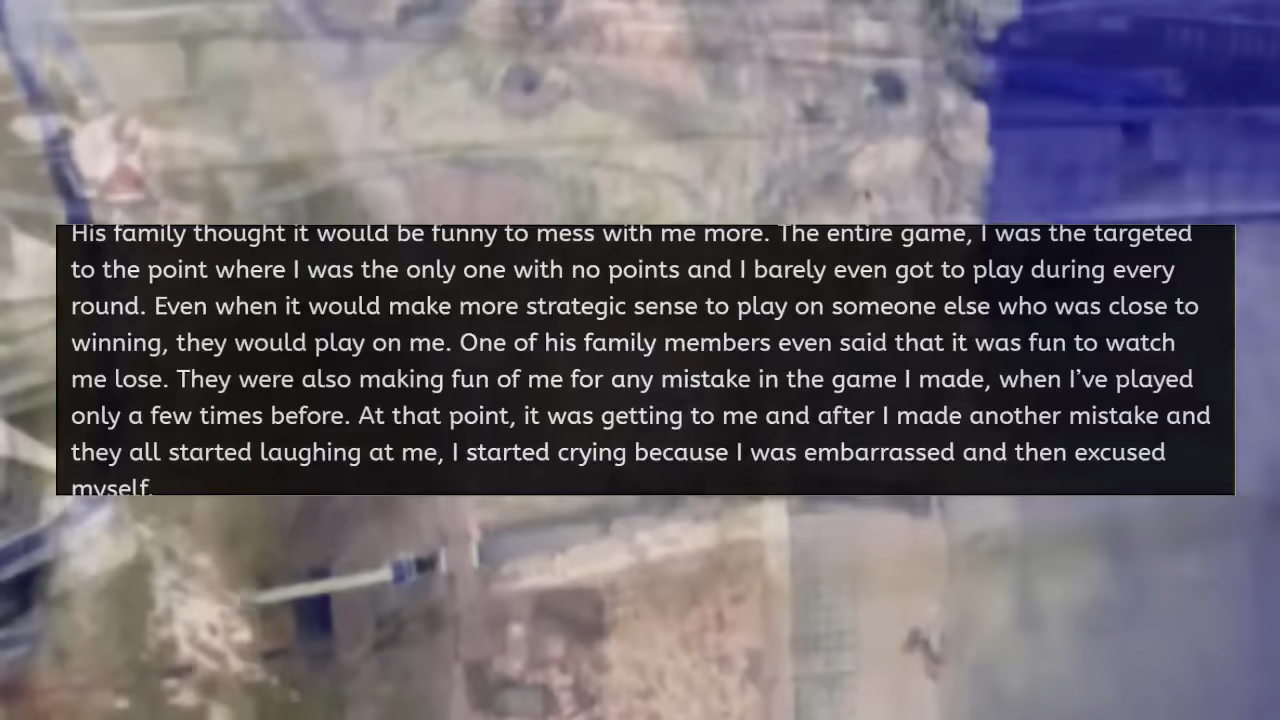 His family thought it would be funny to mess with me more. The entire game, I was the targeted
to the point where I was the only one with no points and I barely even got to play during every
round. Even when it would make more strategic sense to play on someone else who was close to
winning, they would play on me. One of his family members even said that it was fun to watch
me lose. They were also making fun of me for any mistake in the game I made, when I’ve played
only a few times before. At that point, it was getting to me and after I made another mistake and
they all started laughing at me, I started crying because I was embarrassed and then excused
myself.